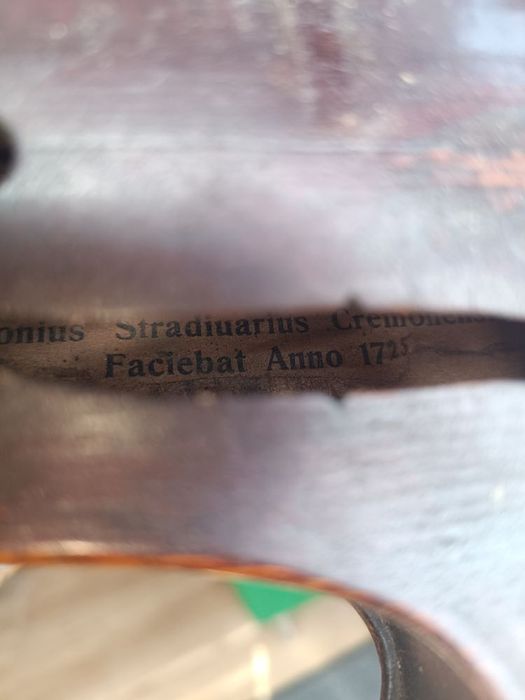 onius Stradiuarius Cremonen
Faciebat Anno 1725